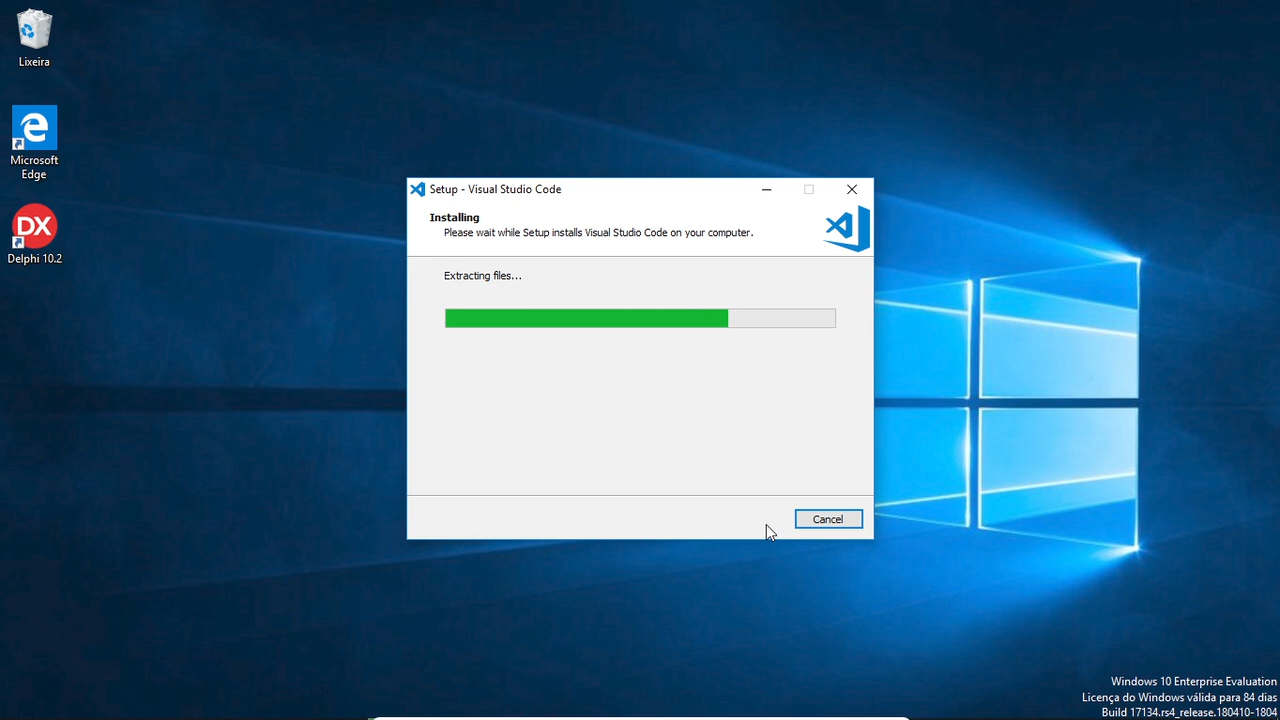 Lixeira
Microsoft
Edge
DX
Delphi 10.2
Setup - Visual Studio Code
Installing
Please wait while Setup installs Visual Studio Code on your computer.
Extracting files...
Cancel
Windows 10 Enterprise Evaluation
Licença do Windows válida para 84 dias
Build 17134.rs4_release.180410-1804